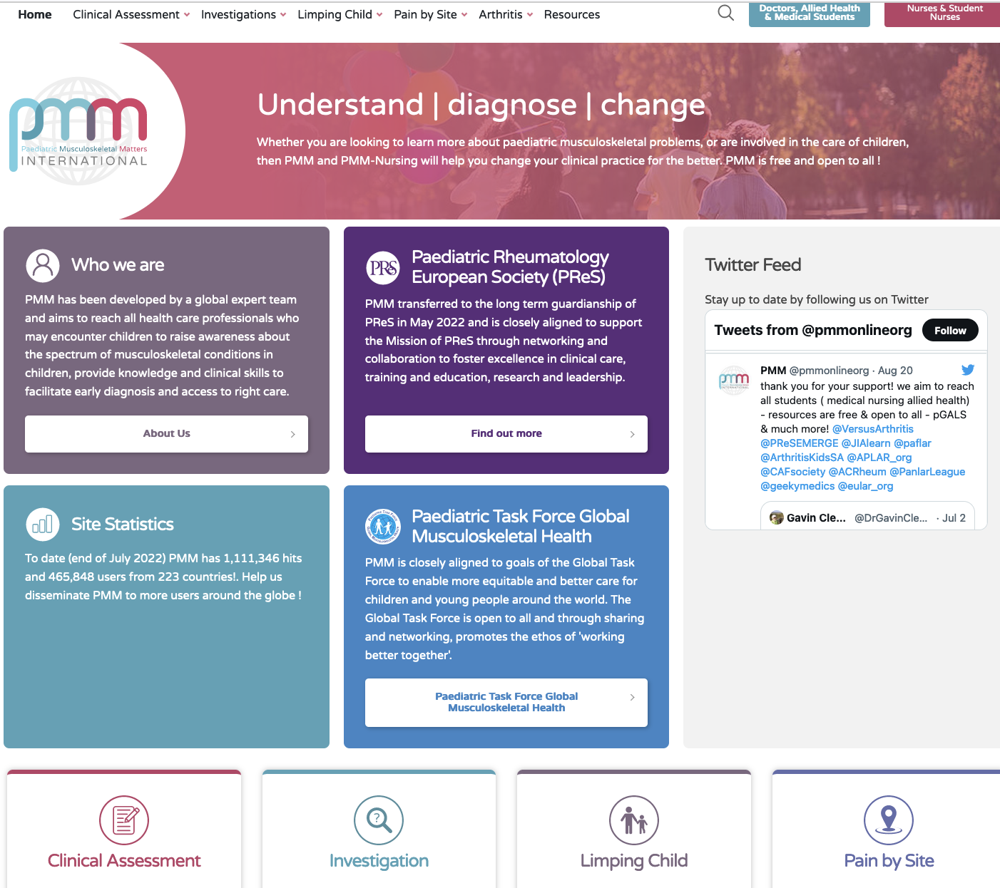 Home Clinical Assessment Investigations Limping Child Pain by Site Arthritis Resources
Doctors, Allied Health
& Medical Students
Nurses & Student
Nurses
pmm
Paediatric Musculoskeletal Matters
INTERNATIONAL
Understand | diagnose | change
Whether you are looking to learn more about paediatric musculoskeletal problems, or are involved in the care of children,
then PMM and PMM-Nursing will help you change your clinical practice for the better. PMM is free and open to all !
Who we are
PMM has been developed by a global expert team
and aims to reach all health care professionals who
may encounter children to raise awareness about
the spectrum of musculoskeletal conditions in
children, provide knowledge and clinical skills to
facilitate early diagnosis and access to right care.
About Us
PReS
Paediatric Rheumatology
European Society (PReS)
PMM transferred to the long term guardianship of
PReS in May 2022 and is closely aligned to support
the Mission of PReS through networking and
collaboration to foster excellence in clinical care,
training and education, research and leadership.
Find out more
Twitter Feed
Stay up to date by following us on Twitter
Tweets from @pmmonlineorg
Follow
pmm
INTERNATIONAL
PMM @pmmonlineorg · Aug 20
thank you for your support! we aim to reach
all students ( medical nursing allied health)
- resources are free & open to all - pGALS
& much more! @VersusArthritis
@PReSEMERGE @JIAlearn @paflar
@ArthritisKidsSA @APLAR_org
@CAFsociety @ACRheum @PanlarLeague
@geekymedics @eular_org
Gavin Cle... @DrGavinCle... · Jul 2
Site Statistics
To date (end of July 2022) PMM has 1,111,346 hits
and 465,848 users from 223 countries!. Help us
disseminate PMM to more users around the globe !
Paediatric Task Force Global
Musculoskeletal Health
PMM is closely aligned to goals of the Global Task
Force to enable more equitable and better care for
children and young people around the world. The
Global Task Force is open to all and through sharing
and networking, promotes the ethos of 'working
better together'.
Paediatric Task Force Global
Musculoskeletal Health
Clinical Assessment
Investigation
Limping Child
Pain by Site